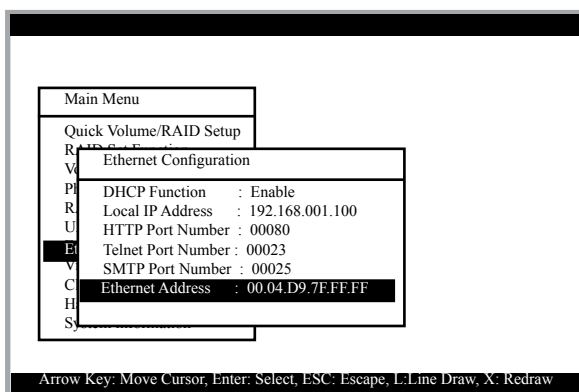 Main Menu
Quick Volume/RAID Setup
Ethernet Configuration
DHCP Function : Enable
Local IP Address : 192.168.001.100
HTTP Port Number : 00080
Telnet Port Number : 00023
SMTP Port Number : 00025
Ethernet Address : 00.04.D9.7F.FF.FF
Arrow Key: Move Cursor, Enter: Select, ESC: Escape, L:Line Draw, X: Redraw